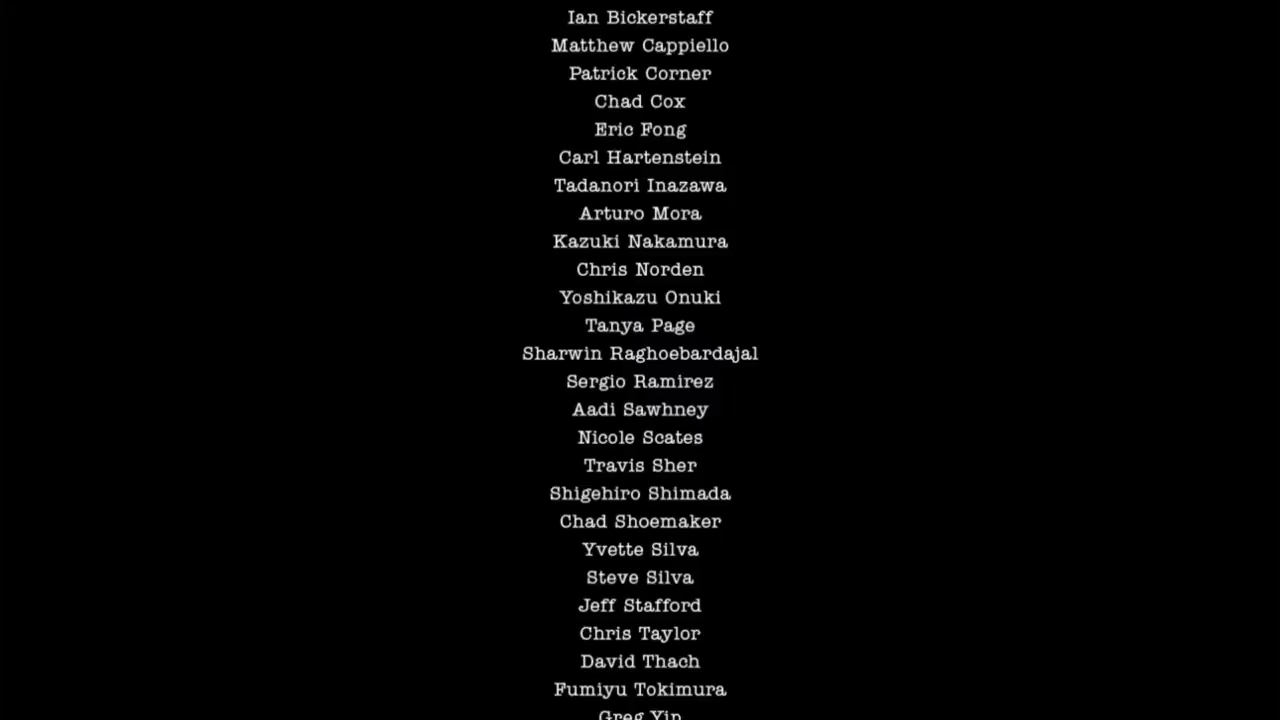 Ian Bickerstaff
Matthew Cappiello
Patrick Corner
Chad Cox
Eric Fong
Carl Hartenstein
Tadanori Inazawa
Arturo Mora
Kazuki Nakamura
Chris Norden
Yoshikazu Onuki
Tanya Page
Sharwin Raghoebardajal
Sergio Ramirez
Aadi Sawhney
Nicole Scates
Travis Sher
Shigehiro Shimada
Chad Shoemaker
Yvette Silva
Steve Silva
Jeff Stafford
Chris Taylor
David Thach
Fumiyu Tokimura
Greg Yip